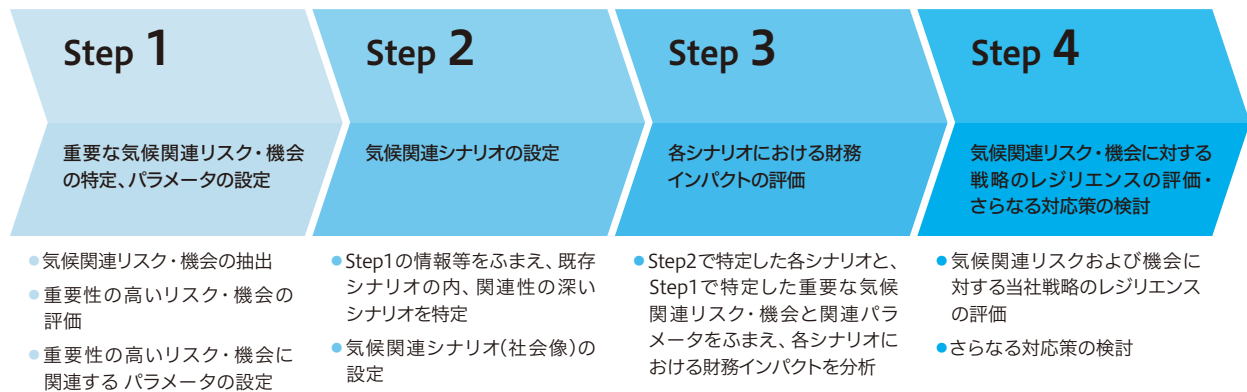 Step 1
重要な気候関連リスク・機会
の特定、パラメータの設定
●気候関連リスク・機会の抽出
●重要性の高いリスク・機会の
評価
●重要性の高いリスク・機会に
関連する パラメータの設定
Step 2
気候関連シナリオの設定
●Step1の情報等をふまえ、既存
シナリオの内、関連性の深い
シナリオを特定
●気候関連シナリオ(社会像)の
設定
Step 3
各シナリオにおける財務
インパクトの評価
●Step2で特定した各シナリオと、
Step1で特定した重要な気候
関連リスク・機会と関連パラ
メータをふまえ、各シナリオに
おける財務インパクトを分析
Step 4
気候関連リスク・機会に対する
戦略のレジリエンスの評価・
さらなる対応策の検討
●気候関連リスクおよび機会に
対する当社戦略のレジリエンス
の評価
●さらなる対応策の検討